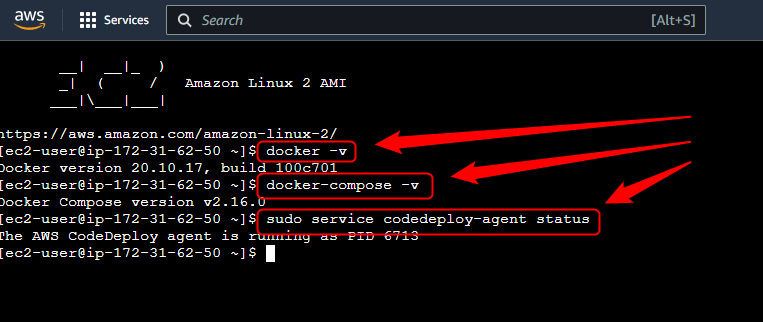 aws
Services
Search
[Alt+S]
__| __|_ )
_| ( / Amazon Linux 2 AMI
___|\___|___|
https://aws.amazon.com/amazon-linux-2/
[ec2-user@ip-172-31-62-50 ~]$ docker -v
Docker version 20.10.17, build 100c701
[ec2-user@ip-172-31-62-50 ~]$ docker-compose -v
Docker Compose version v2.16.0
[ec2-user@ip-172-31-62-50 ~]$ sudo service codedeploy-agent status
The AWS CodeDeploy agent is running as PID 6713
[ec2-user@ip-172-31-62-50 ~]$